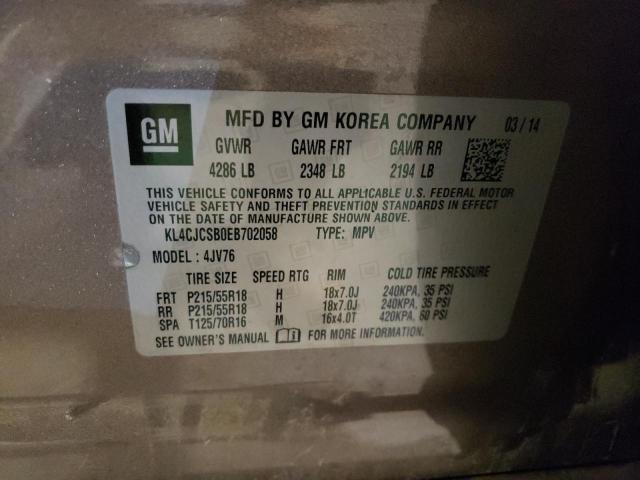 GM MFD BY GM KOREA COMPANY 03/14
GVWR GAWR FRT GAWR RR
4286 LB 2348 LB 2194 LB
THIS VEHICLE CONFORMS TO ALL APPLICABLE U.S. FEDERAL MOTOR
VEHICLE SAFETY AND THEFT PREVENTION STANDARDS IN EFFECT
ON THE DATE OF MANUFACTURE SHOWN ABOVE.
KL4CJCSB0EB702058 TYPE: MPV
MODEL : 4JV76
TIRE SIZE SPEED RTG RIM COLD TIRE PRESSURE
FRT P215/55R18 H 18x7.0J 240KPA, 35 PSI
RR P215/55R18 H 18x7.0J 240KPA, 35 PSI
SPA T125/70R16 M 16x4.0T 420KPA, 60 PSI
SEE OWNER'S MANUAL FOR MORE INFORMATION.